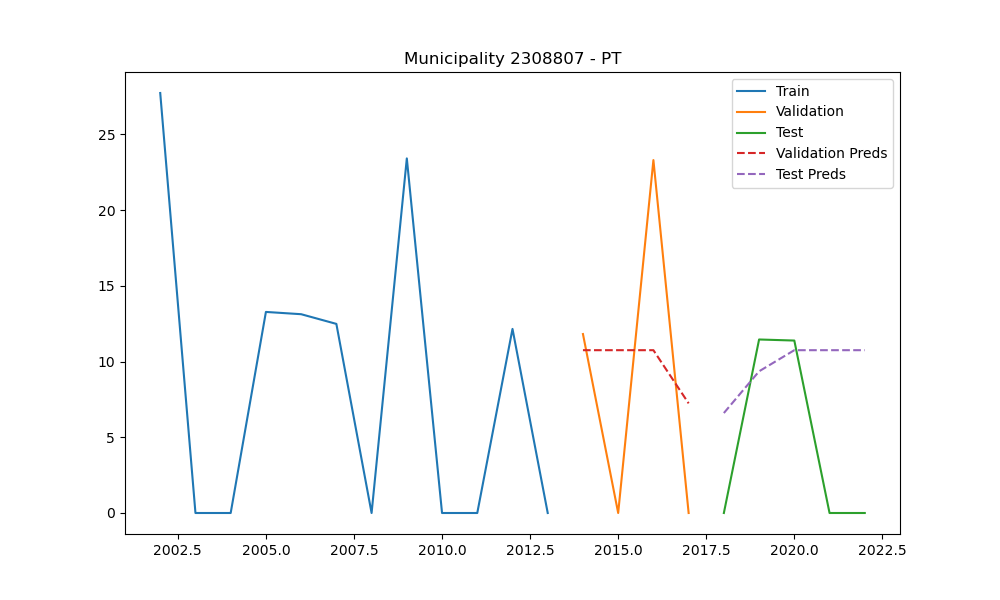 Municipality 2308807 - PT
Train
Validation
Test
Validation Preds
Test Preds
25
20
15
10
5
0
2002.5 2005.0 2007.5 2010.0 2012.5 2015.0 2017.5 2020.0 2022.5